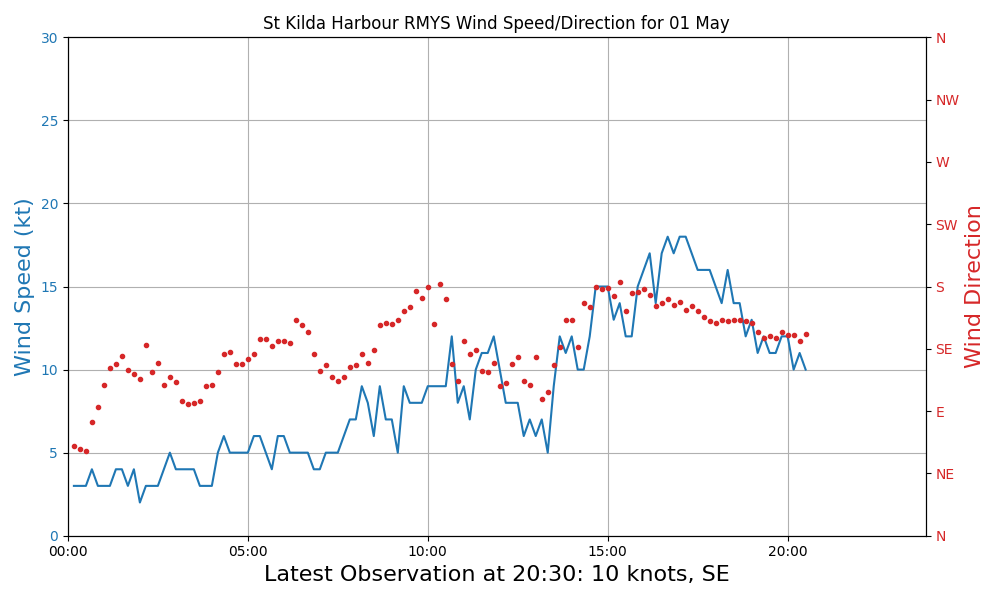 St Kilda Harbour RMYS Wind Speed/Direction for 01 May
Wind Speed (kt)
30
25
20
15
10
5
0
00:00
05:00
10:00
15:00
20:00
N
NW
W
SW
S
SE
E
NE
N
Wind Direction
Latest Observation at 20:30: 10 knots, SE